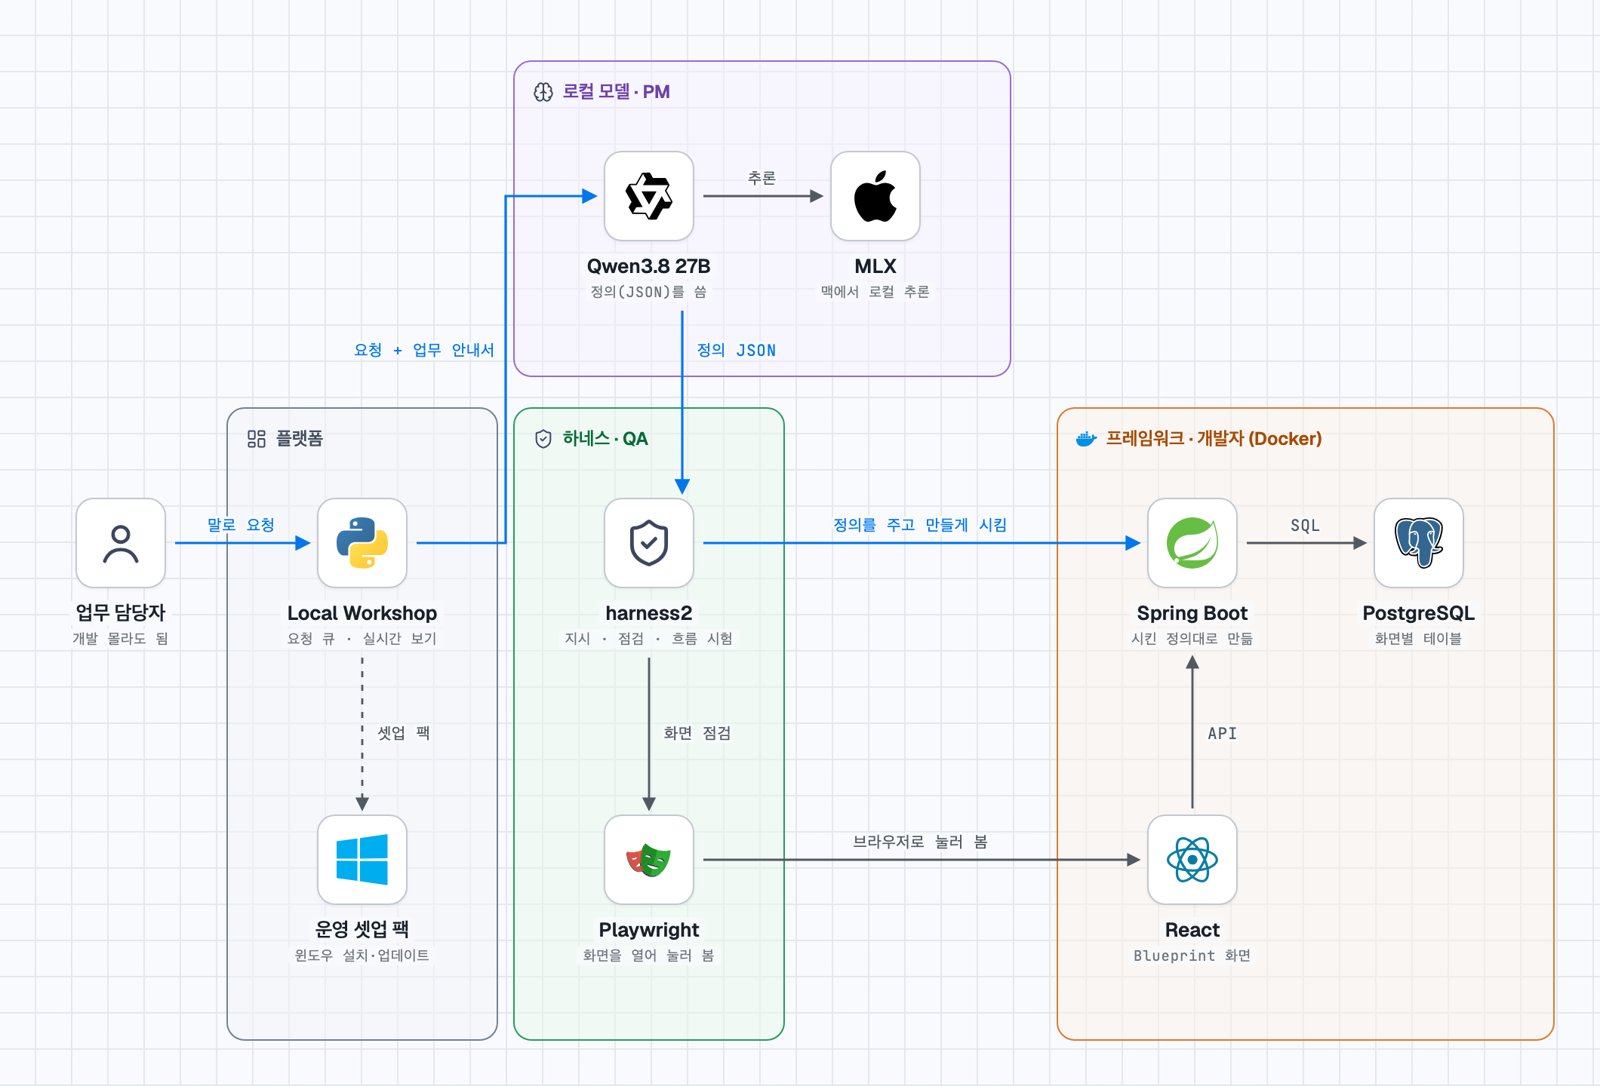 로컬 모델 · PM
추론
Qwen3.8 27B
정의(JSON)를 씀
MLX
맥에서 로컬 추론
요청 + 업무 안내서
정의 JSON
플랫폼
하네스 · QA
프레임워크 · 개발자 (Docker)
말로 요청
정의를 주고 만들게 시킴
SQL
업무 담당자
개발 몰라도 됨
Local Workshop
요청 큐 · 실시간 보기
harness2
지시 · 점검 · 흐름 시험
Spring Boot
시킨 정의대로 만듦
PostgreSQL
화면별 테이블
셋업 팩
화면 점검
API
브라우저로 눌러 봄
운영 셋업 팩
윈도우 설치·업데이트
Playwright
화면을 열어 눌러 봄
React
Blueprint 화면